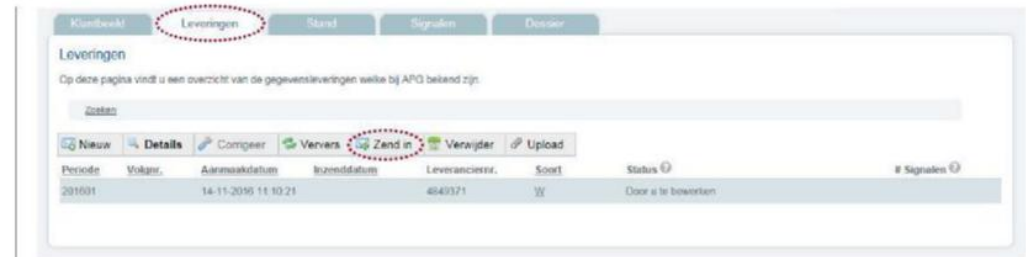 Klantbeeld Leveringen Stand Signalen Dossier
Leveringen
Op deze pagina vindt u een overzicht van de gegevensleveringen welke bij APG bekend zijn.
Zoeken
Nieuw Details Corrigeer Ververs Zend in Verwijder Upload
Periode Volgnr. Aanmaakdatum Inzenddatum Leveranciernr. Soort Status # Signalen
201601 14-11-2016 11:10:21 4849371 W Door u te bewerken